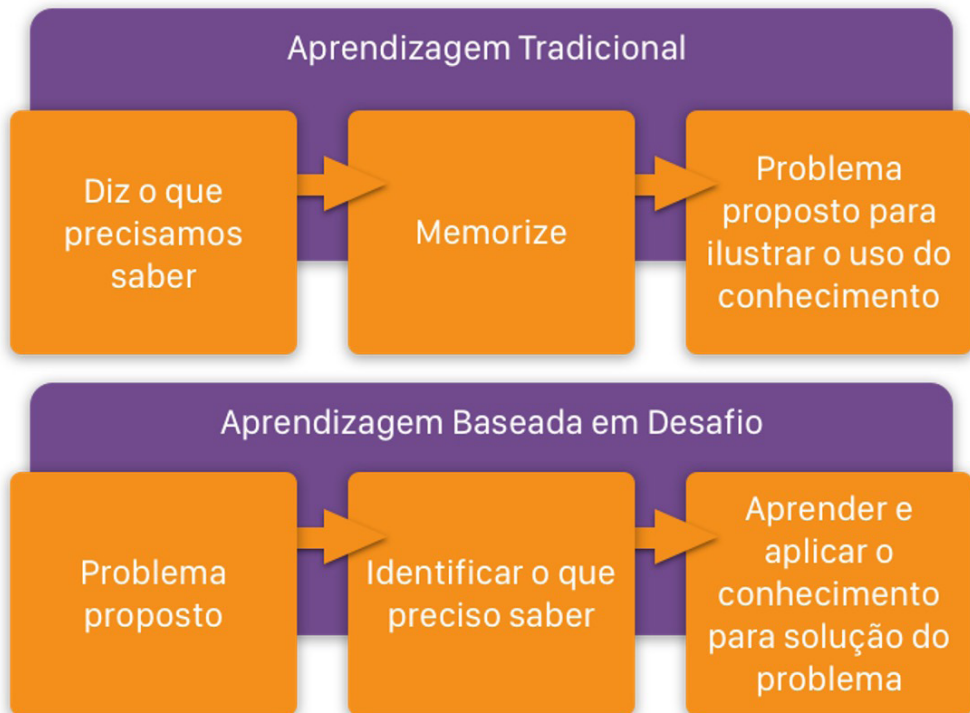 Aprendizagem Tradicional
Diz o que
precisamos
saber
Memorize
Problema
proposto para
ilustrar o uso do
conhecimento
Aprendizagem Baseada em Desafio
Problema
proposto
Identificar o que
preciso saber
Aprender e
aplicar o
conhecimento
para solução do
problema